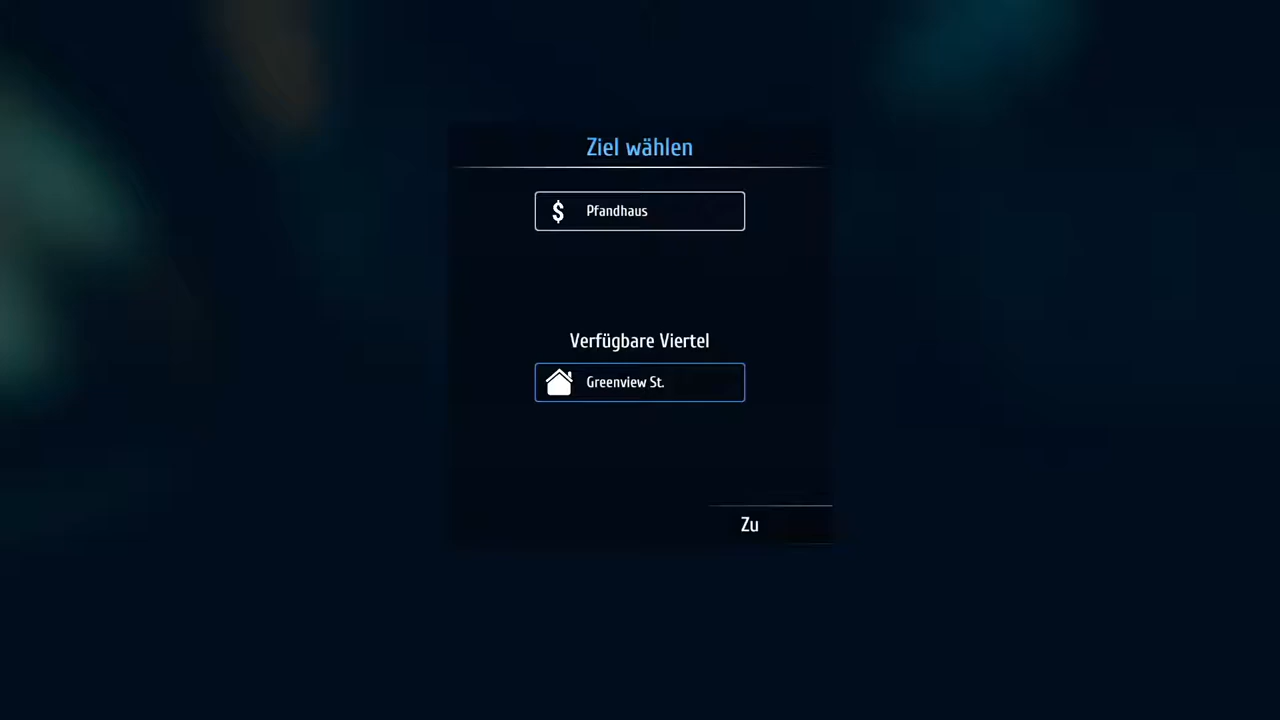 Ziel wählen
$ Pfandhaus
Verfügbare Viertel
Greenview St.
Zu